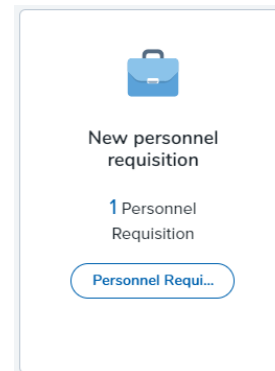 New personnel
requisition
1 Personnel
Requisition
Personnel Requi...